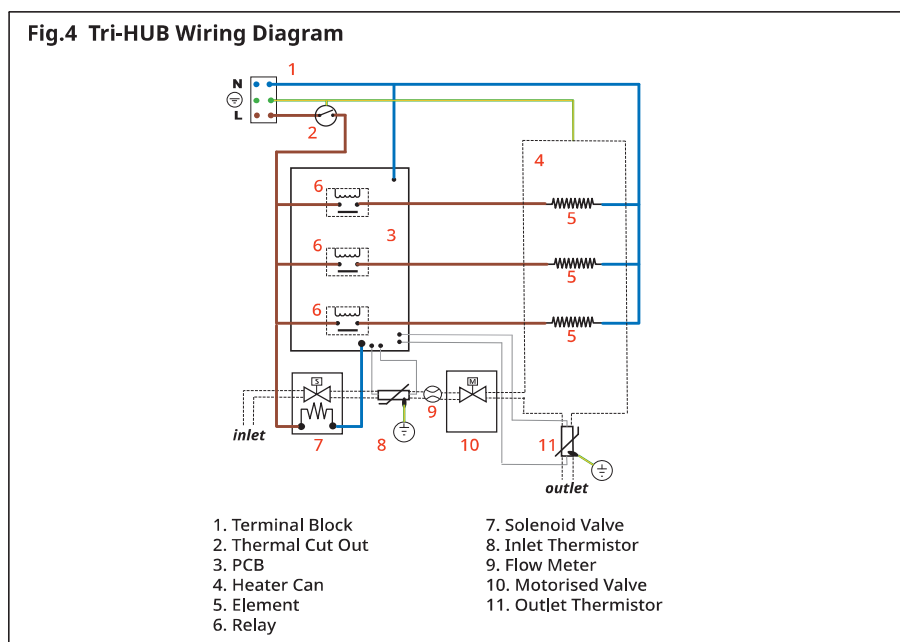 Fig.4 Tri-HUB Wiring Diagram
1
N
L
2
4
6
5
3
6
5
6
5
S
M
9
inlet
7
8
10
11
outlet
1. Terminal Block
2. Thermal Cut Out
3. PCB
4. Heater Can
5. Element
6. Relay
7. Solenoid Valve
8. Inlet Thermistor
9. Flow Meter
10. Motorised Valve
11. Outlet Thermistor